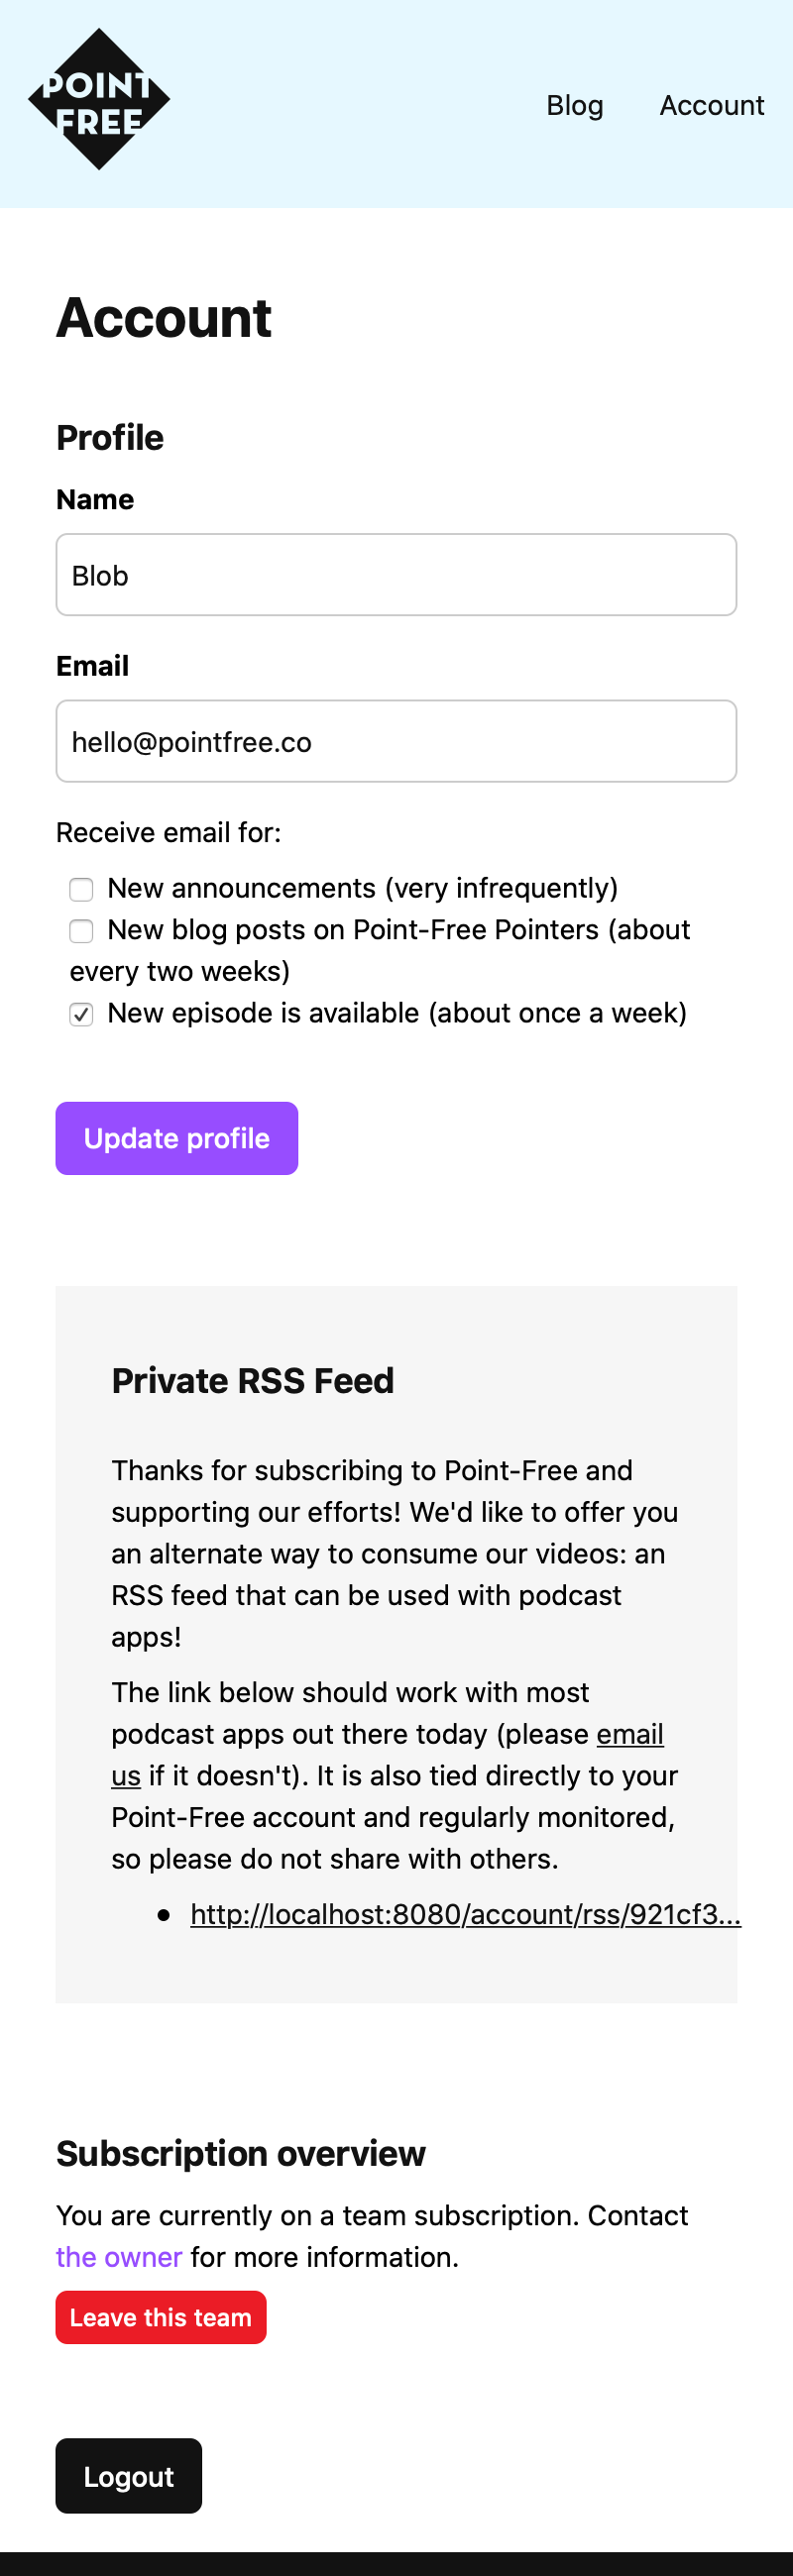 POINT
FREE
Blog Account
Account
Profile
Name
Blob
Email
hello@pointfree.co
Receive email for:
New announcements (very infrequently)
New blog posts on Point-Free Pointers (about
every two weeks)
New episode is available (about once a week)
Update profile
Private RSS Feed
Thanks for subscribing to Point-Free and
supporting our efforts! We'd like to offer you
an alternate way to consume our videos: an
RSS feed that can be used with podcast
apps!
The link below should work with most
podcast apps out there today (please email
us if it doesn't). It is also tied directly to your
Point-Free account and regularly monitored,
so please do not share with others.
• http://localhost:8080/account/rss/921cf3...
Subscription overview
You are currently on a team subscription. Contact
the owner for more information.
Leave this team
Logout